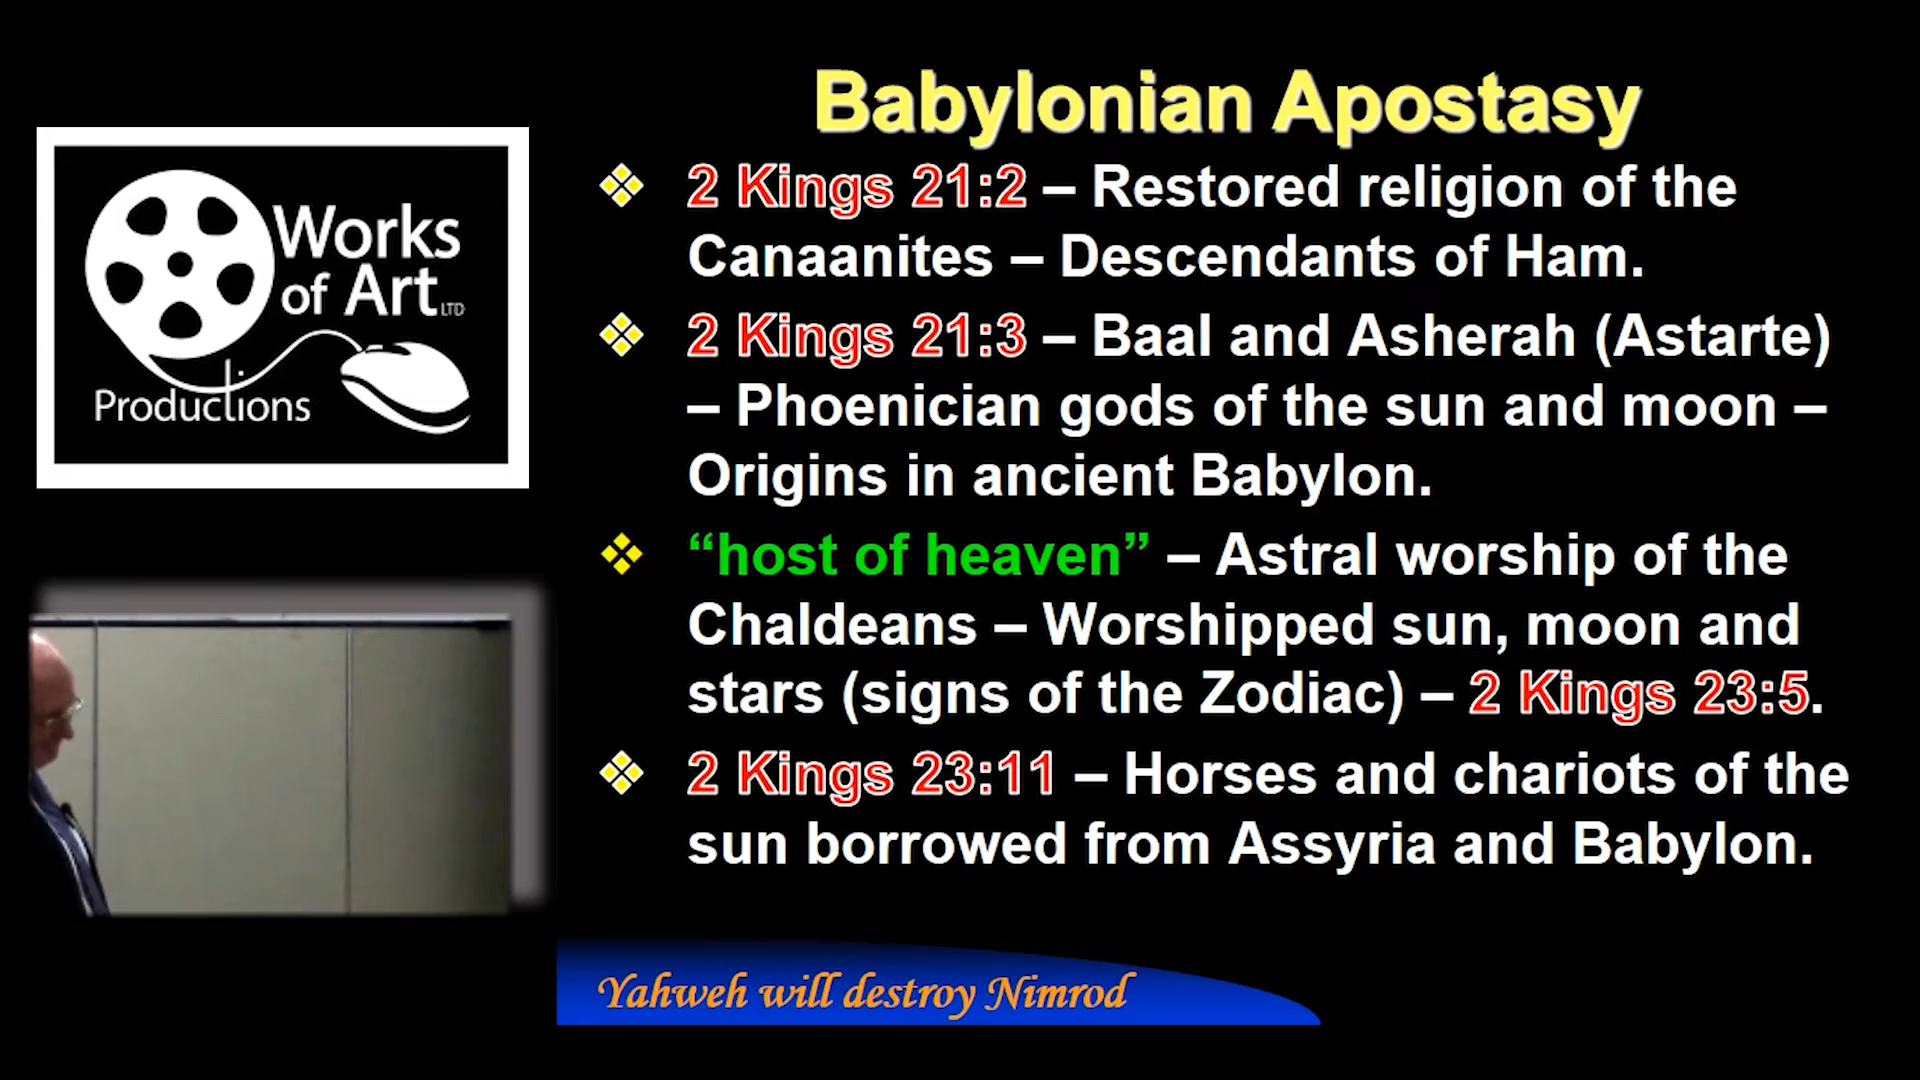 Works
of Art LTD
Productions
Babylonian Apostasy
2 Kings 21:2 – Restored religion of the
Canaanites – Descendants of Ham.
2 Kings 21:3 – Baal and Asherah (Astarte)
– Phoenician gods of the sun and moon –
Origins in ancient Babylon.
“host of heaven” – Astral worship of the
Chaldeans – Worshipped sun, moon and
stars (signs of the Zodiac) – 2 Kings 23:5.
2 Kings 23:11 – Horses and chariots of the
sun borrowed from Assyria and Babylon.
Yahweh will destroy Nimrod